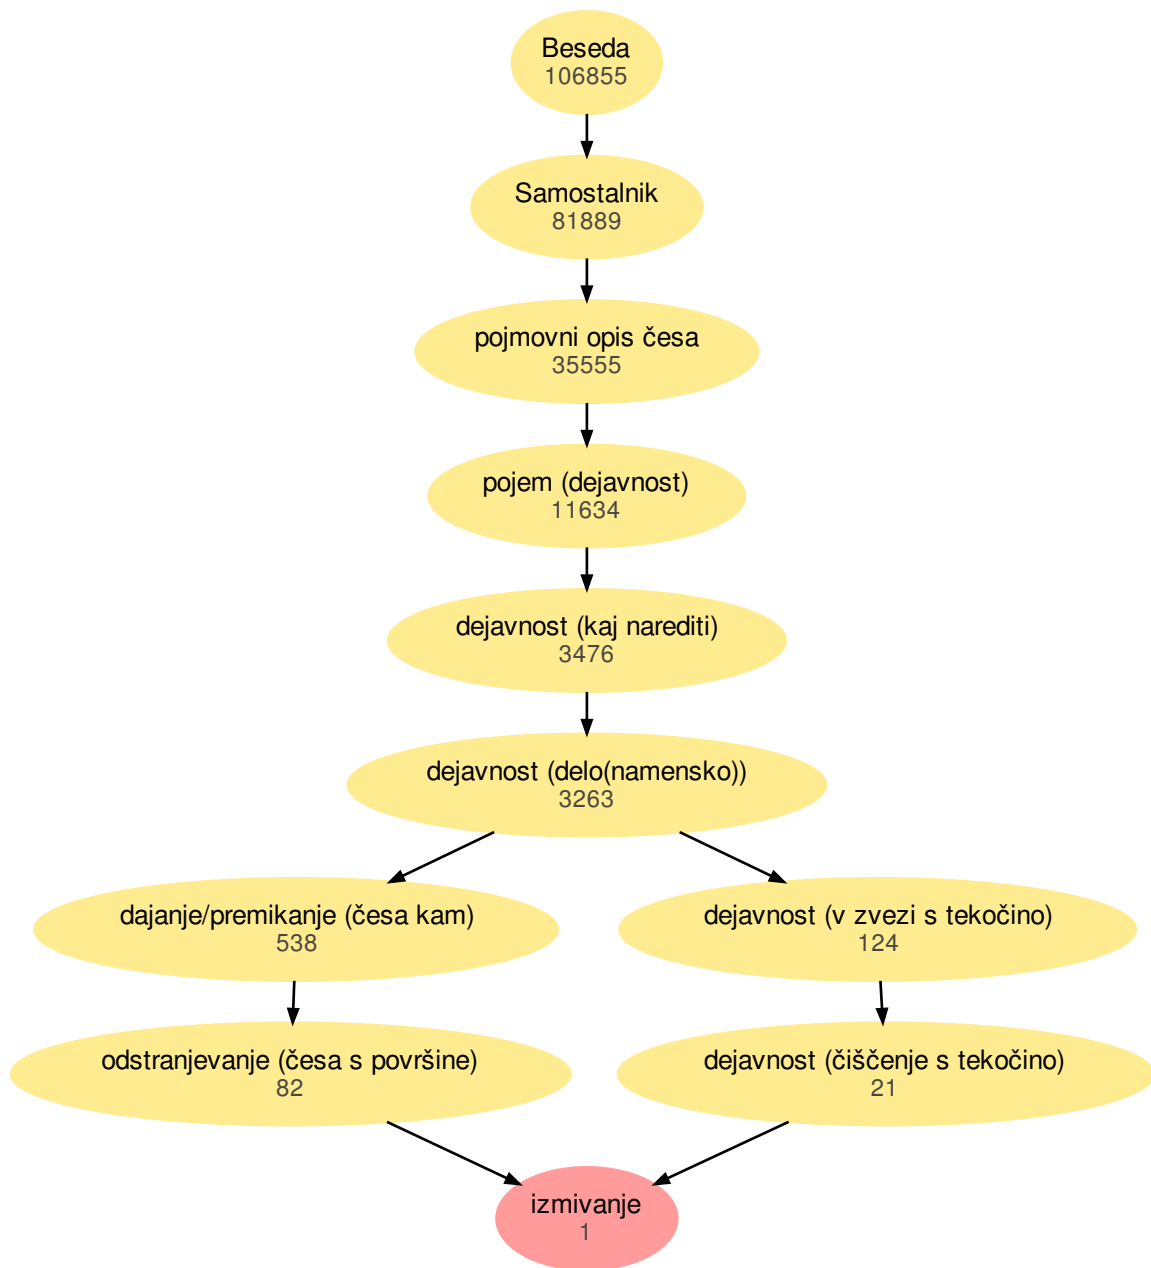 Beseda
106855
Samostalnik
81889
pojmovni opis česa
35555
pojem (dejavnost)
11634
dejavnost (kaj narediti)
3476
dejavnost (delo(namensko))
3263
dajanje/premikanje (česa kam)
538
dejavnost (v zvezi s tekočino)
124
odstranjevanje (česa s površine)
82
dejavnost (čiščenje s tekočino)
21
izmivanje
1